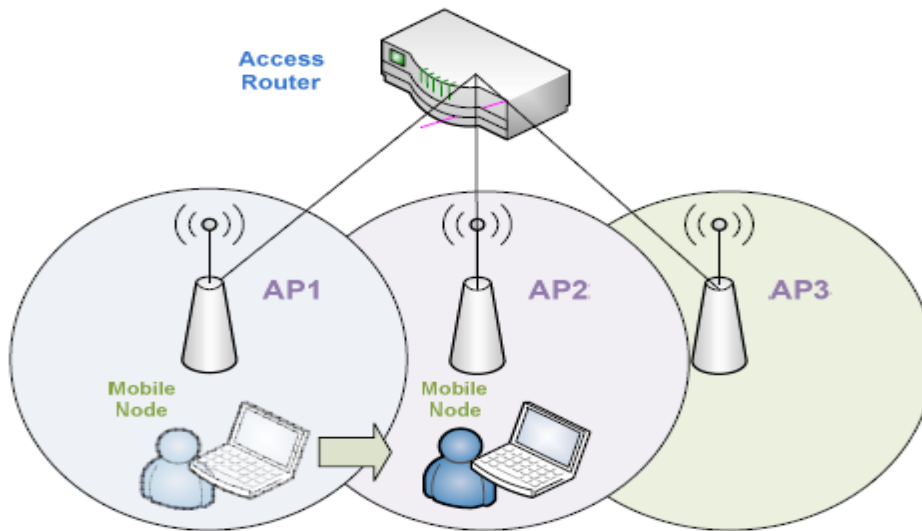 Access
Router
AP1
AP2
AP3
Mobile
Node
Mobile
Node